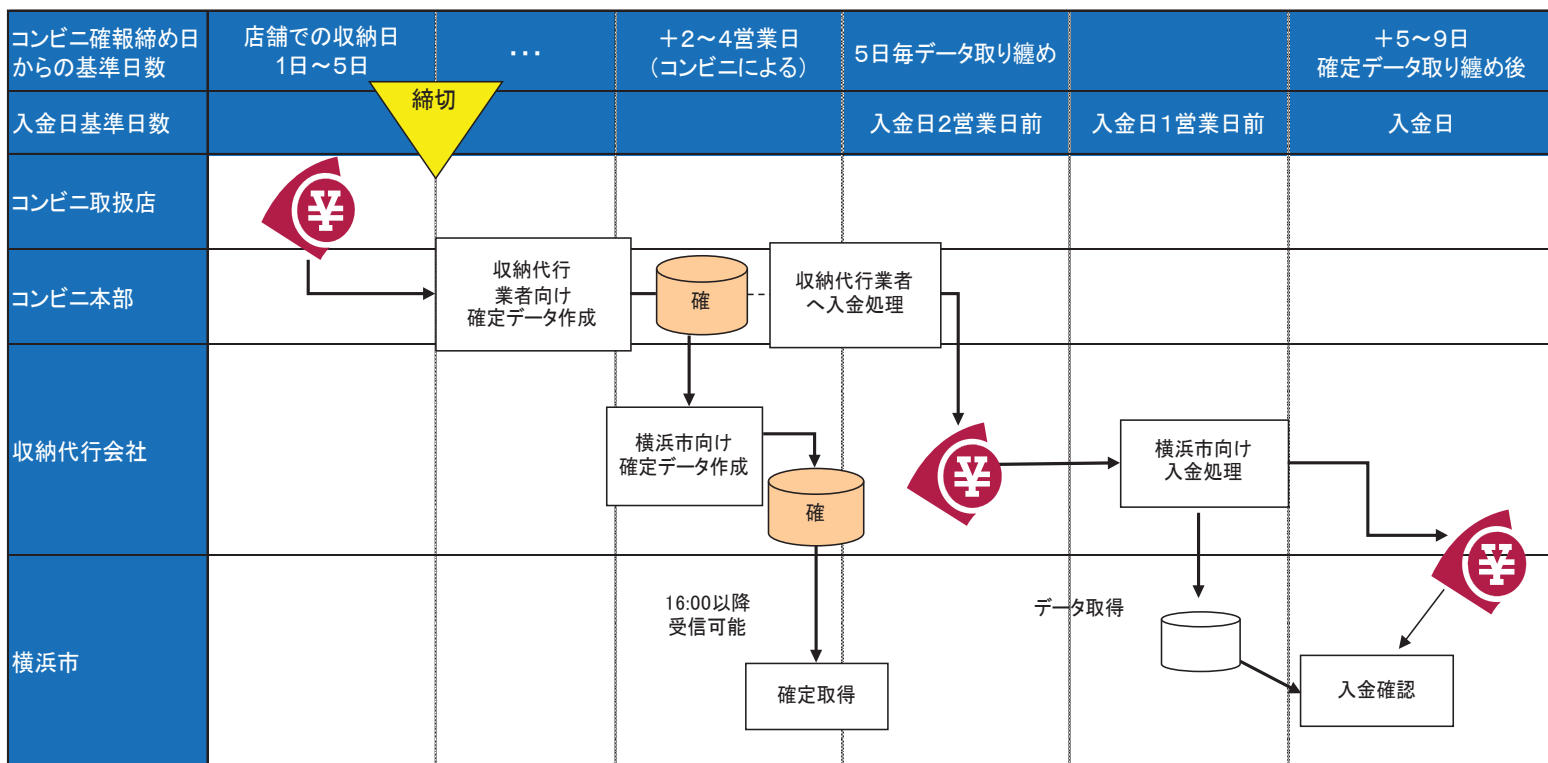 コンビニ確報締め日
からの基準日数
店舗での収納日
1日～5日
･･･
＋2～4営業日
(コンビニによる)
5日毎データ取り纏め
＋5～9日
確定データ取り纏め後
締切
入金日基準日数
入金日2営業日前
入金日1営業日前
入金日
コンビニ取扱店
¥
コンビニ本部
収納代行
業者向け
確定データ作成
確
収納代行業者
へ入金処理
収納代行会社
横浜市向け
確定データ作成
確
¥
横浜市向け
入金処理
¥
横浜市
16:00以降
受信可能
確定取得
データ取得
入金確認